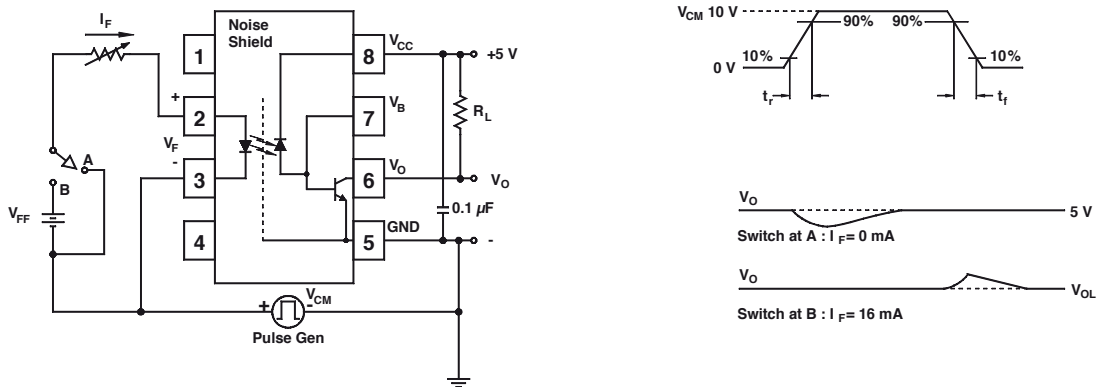 I F
Noise
Shield
1
2
3
4
VCC
8
VB
7
VO
6
GND
5
+
VF
-
A
B
VFF
+5 V
RL
VO
0.1 µF
-
+
VCM
-
Pulse Gen
VCM 10 V
90%
90%
10%
10%
0 V
tr
tf
VO
5 V
Switch at A : I F = 0 mA
VO
VOL
Switch at B : I F = 16 mA